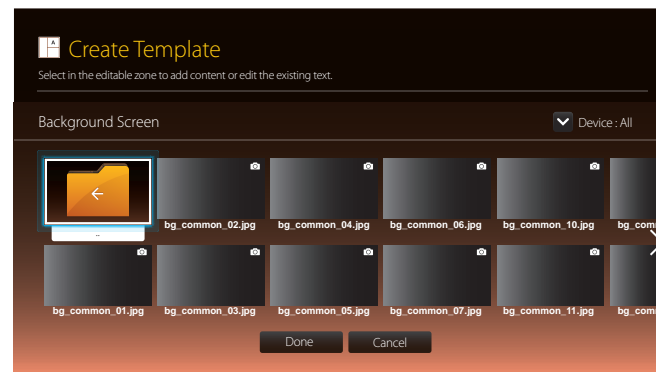 A
Create Template
Select in the editable zone to add content or edit the existing text.
Background Screen
Device : All
bg_common_02.jpg bg_common_04.jpg bg_common_06.jpg bg_common_10.jpg bg_com
..
bg_common_01.jpg bg_common_03.jpg bg_common_05.jpg bg_common_07.jpg bg_common_11.jpg bg_com
Done Cancel